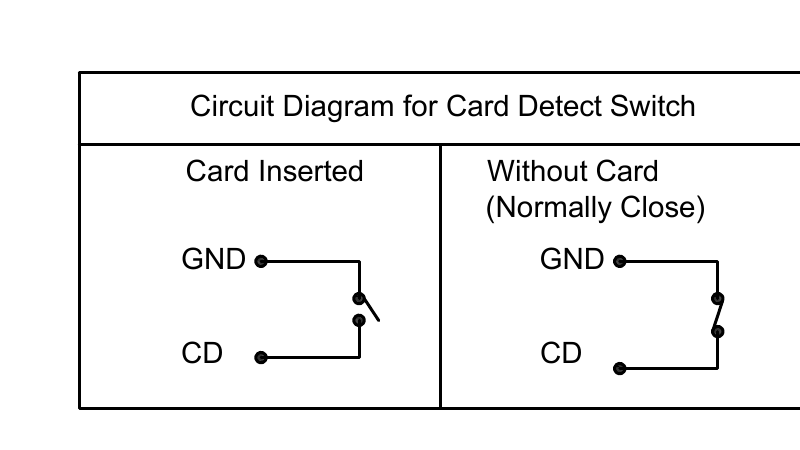 Circuit Diagram for Card Detect Switch
Card Inserted
GND
CD
Without Card
(Normally Close)
GND
CD